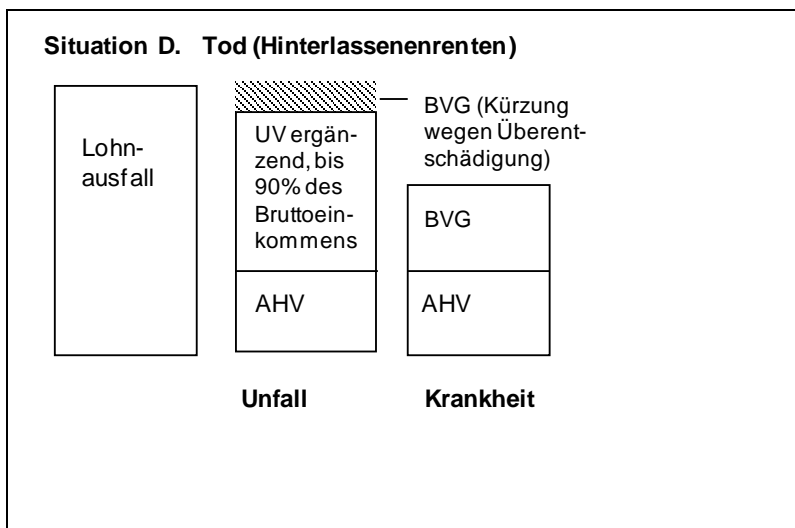 Situation D. Tod (Hinterlassenenrenten)
Lohn-
ausfall
UV ergän-
zend, bis
90% des
Bruttoein-
kommens
AHV
BVG (Kürzung
wegen Überent-
schädigung)
BVG
AHV
Unfall
Krankheit